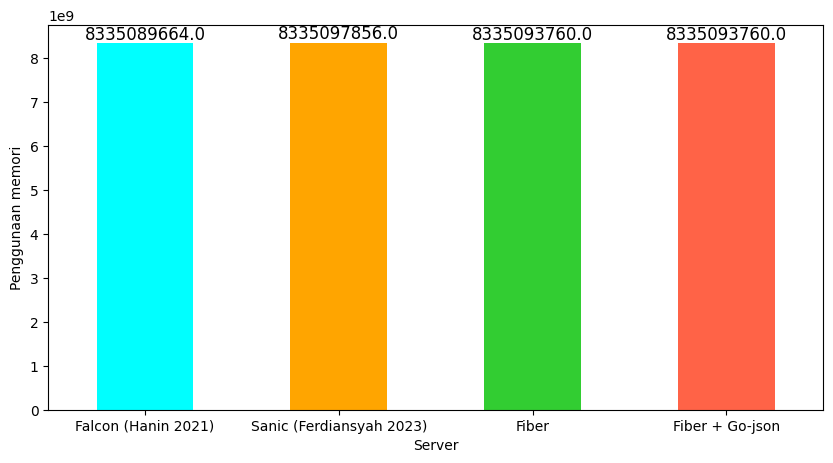 1e9
8335089664.0
8335097856.0
8335093760.0
8335093760.0
8
7
6
5
4
3
2
1
0
Penggunaan memori
Falcon (Hanin 2021)
Sanic (Ferdiansyah 2023)
Fiber
Fiber + Go-json
Server